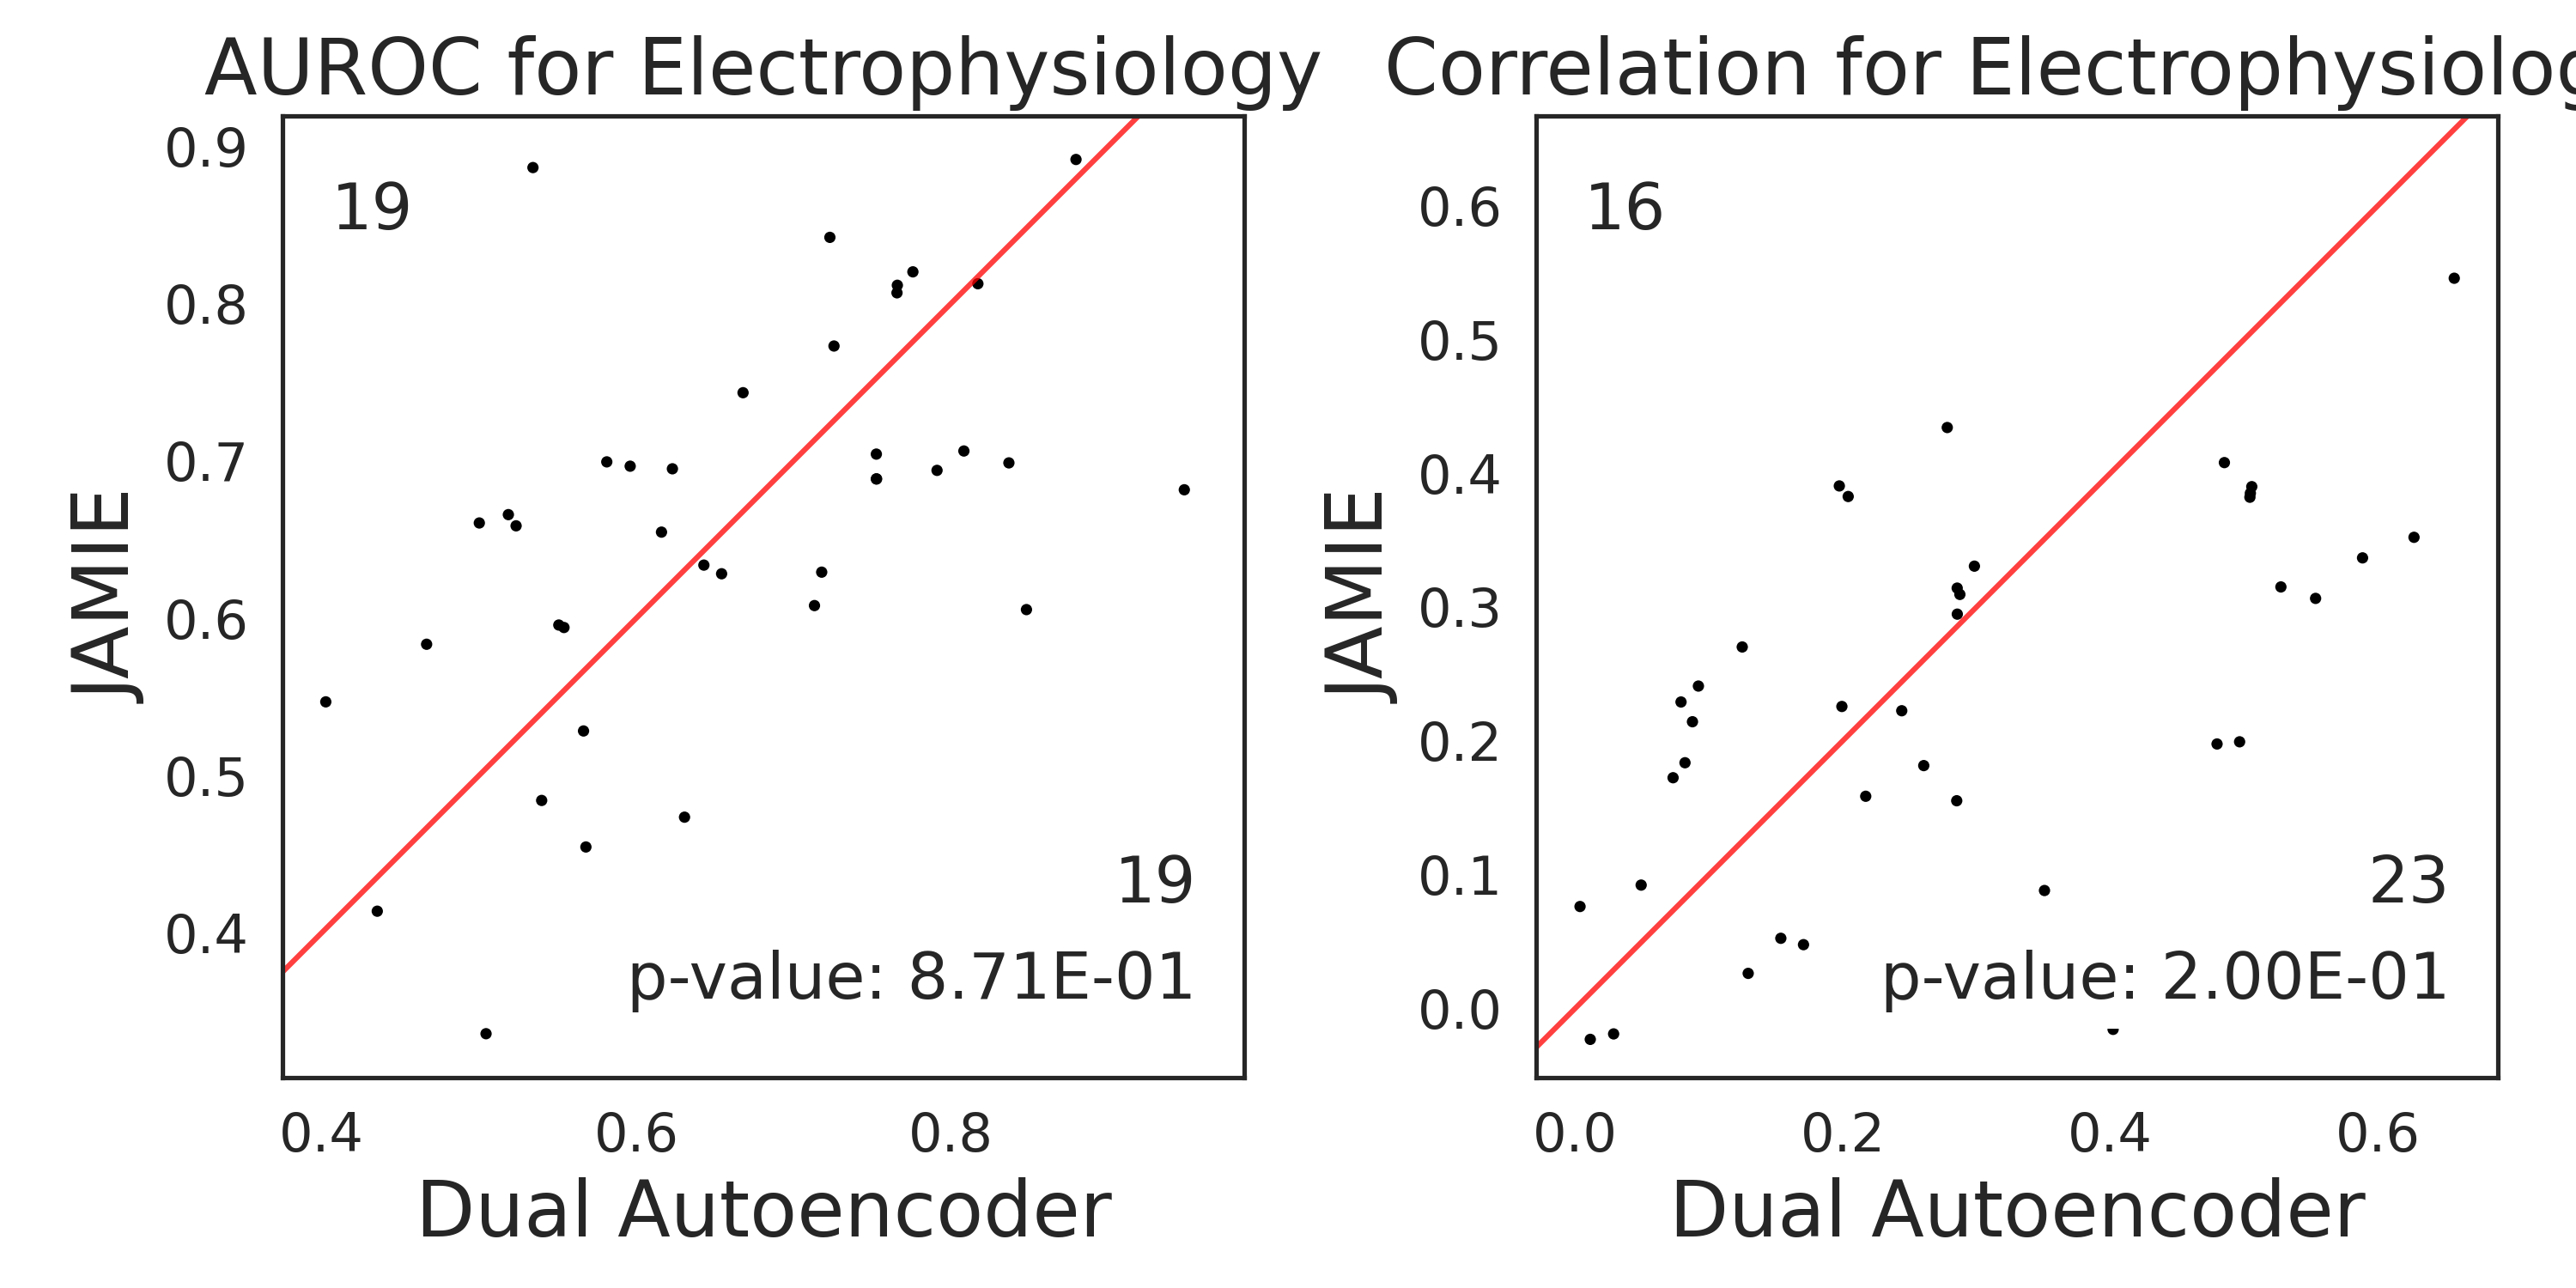 AUROC for Electrophysiology
0.9
0.8
0.7
0.6
0.5
0.4
JAMIE
19
19
p-value: 8.71E-01
0.4 0.6 0.8
Dual Autoencoder
Correlation for Electrophysiolog
0.6
0.5
0.4
0.3
0.2
0.1
0.0
JAMIE
16
23
p-value: 2.00E-01
0.0 0.2 0.4 0.6
Dual Autoencoder